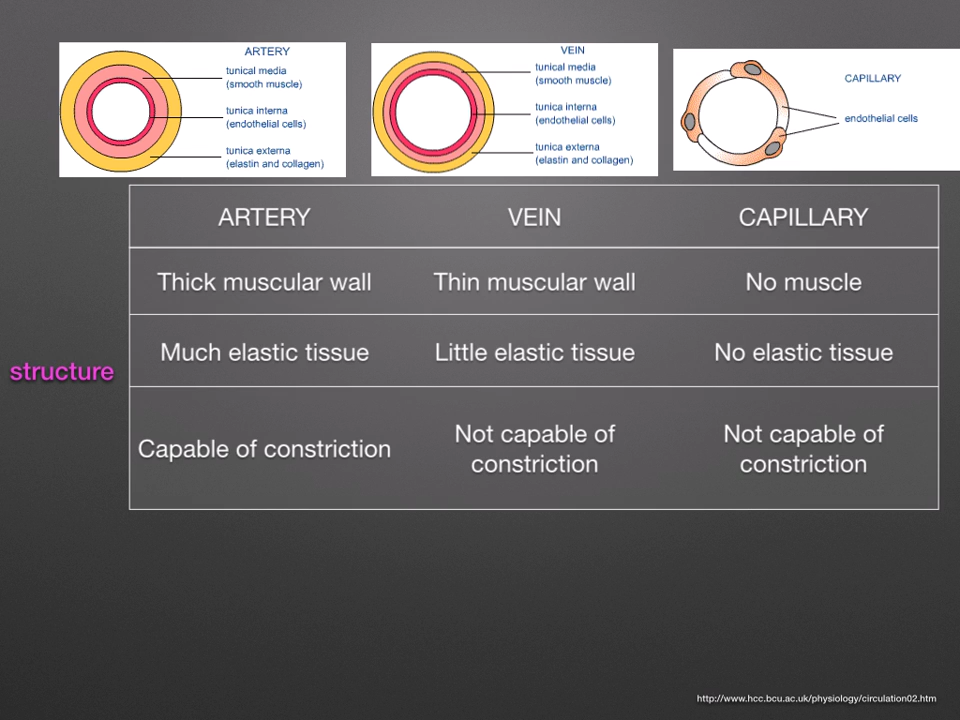 ARTERY
tunical media
(smooth muscle)
tunica interna
(endothelial cells)
tunica externa
(elastin and collagen)
VEIN
tunical media
(smooth muscle)
tunica interna
(endothelial cells)
tunica externa
(elastin and collagen)
CAPILLARY
endothelial cells
ARTERY VEIN CAPILLARY
Thick muscular wall Thin muscular wall No muscle
structure
Much elastic tissue Little elastic tissue No elastic tissue
Capable of constriction
Not capable of
constriction
Not capable of
constriction
http://www.hcc.bcu.ac.uk/physiology/circulation02.htm